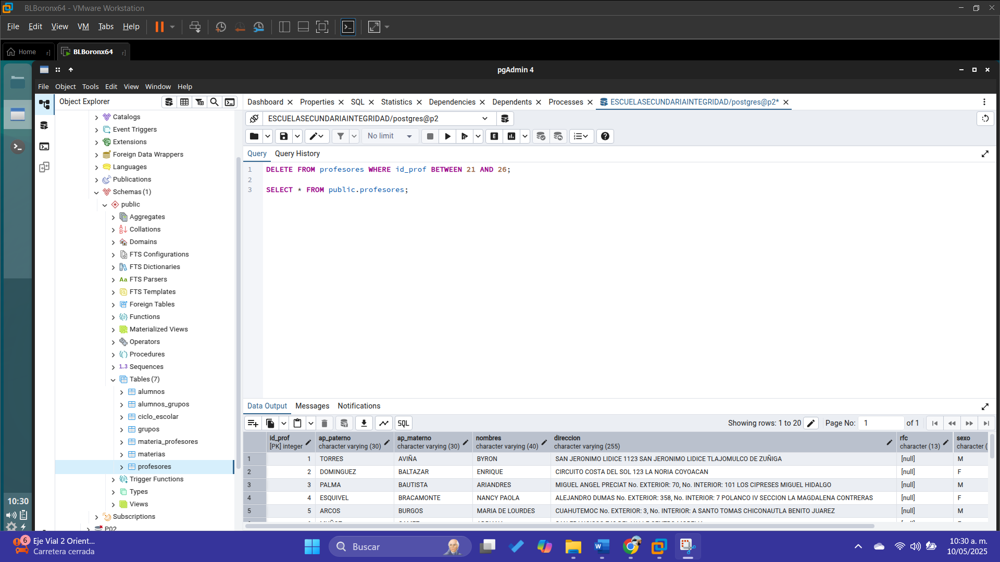 BLBoronx64 - VMware Workstation
File Edit View VM Tabs Help
Home
BLBoronx64
pgAdmin 4
File Object Tools Edit View Window Help
Object Explorer
Dashboard Properties SQL Statistics Dependencies Dependents Processes ESCUELASECUNDARIAINTEGRIDAD/postgres@p2*
ESCUELASECUNDARIAINTEGRIDAD/postgres@p2
No limit
E
Query Query History
1 DELETE FROM profesores WHERE id_prof BETWEEN 21 AND 26;
2
3 SELECT * FROM public.profesores;
Catalogs
Event Triggers
Extensions
Foreign Data Wrappers
Languages
Publications
Schemas (1)
public
Aggregates
Collations
Domains
FTS Configurations
FTS Dictionaries
Aa FTS Parsers
FTS Templates
Foreign Tables
Functions
Materialized Views
Operators
Procedures
1..3 Sequences
Tables (7)
alumnos
alumnos_grupos
ciclo_escolar
grupos
materia_profesores
materias
profesores
Trigger Functions
Types
Views
Subscriptions
P02
Data Output Messages Notifications
SQL
Showing rows: 1 to 20 Page No: 1 of 1
id_prof ap_paterno ap_materno nombres direccion rfc sexo
[PK] integer character varying (30) character varying (30) character varying (40) character varying (255) character (13) character (
1 1 TORRES AVIÑA BYRON SAN JERONIMO LIDICE 1123 SAN JERONIMO LIDICE TLAJOMULCO DE ZUÑIGA [null] M
2 2 DOMINGUEZ BALTAZAR ENRIQUE CIRCUITO COSTA DEL SOL 123 LA NORIA COYOACAN [null] F
3 3 PALMA BAUTISTA ARIANDRES MIGUEL ANGEL PRECIAT No. EXTERIOR: 70, No. INTERIOR: 101 LOS CIPRESES MIGUEL HIDALGO [null] M
4 4 ESQUIVEL BRACAMONTE NANCY PAOLA ALEJANDRO DUMAS No. EXTERIOR: 358, No. INTERIOR: 7 POLANCO IV SECCION LA MAGDALENA CONTRERAS [null] F
5 5 ARCOS BURGOS MARIA DE LOURDES CUAHUTEMOC No. EXTERIOR: 3, No. INTERIOR: A SANTO TOMAS CHICONAUTLA BENITO JUAREZ [null] M
10:30
6
Eje Vial 2 Orient...
Carretera cerrada
Buscar
10:30 a. m.
10/05/2025